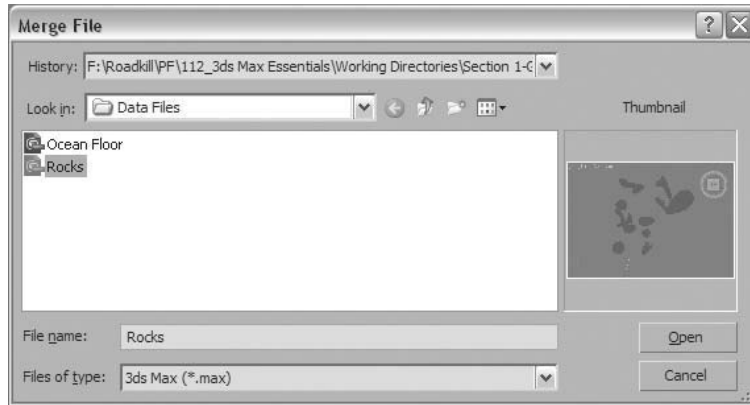 Merge File
History: F:\Roadkill\PF\112_3ds Max Essentials\Working Directories\Section 1-G
Look in: Data Files
Thumbnail
Ocean Floor
Rocks
File name: Rocks
Open
Files of type: 3ds Max (*.max)
Cancel